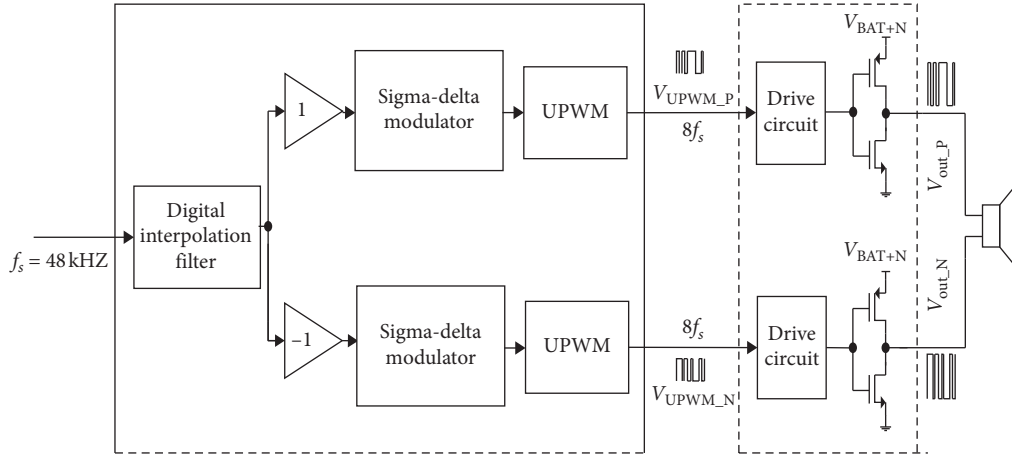 f_s = 48 kHZ
Digital
interpolation
filter
1
Sigma-delta
modulator
UPWM
V_UPWM_P
8f_s
Drive
circuit
V_BAT+N
V_out_P
−1
Sigma-delta
modulator
UPWM
8f_s
V_UPWM_N
Drive
circuit
V_BAT+N
V_out_N